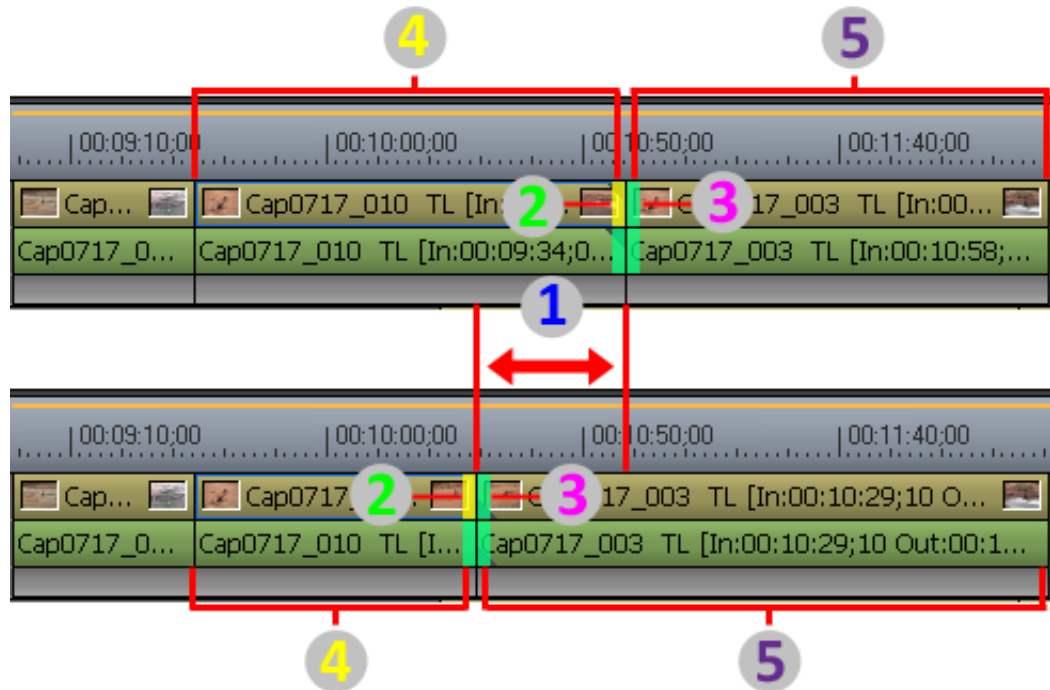 4 5
00:09:10;00 00:10:00;00 00:10:50;00 00:11:40;00
Cap... Cap0717_010 TL [In 2 3 17_003 TL [In:00...
Cap0717_0... Cap0717_010 TL [In:00:09:34;0... Cap0717_003 TL [In:00:10:58;...
1
00:09:10;00 00:10:00;00 00:10:50;00 00:11:40;00
Cap... Cap0717 2 3 17_003 TL [In:00:10:29;10 O...
Cap0717_0... Cap0717_010 TL [I... Cap0717_003 TL [In:00:10:29;10 Out:00:1...
4 5